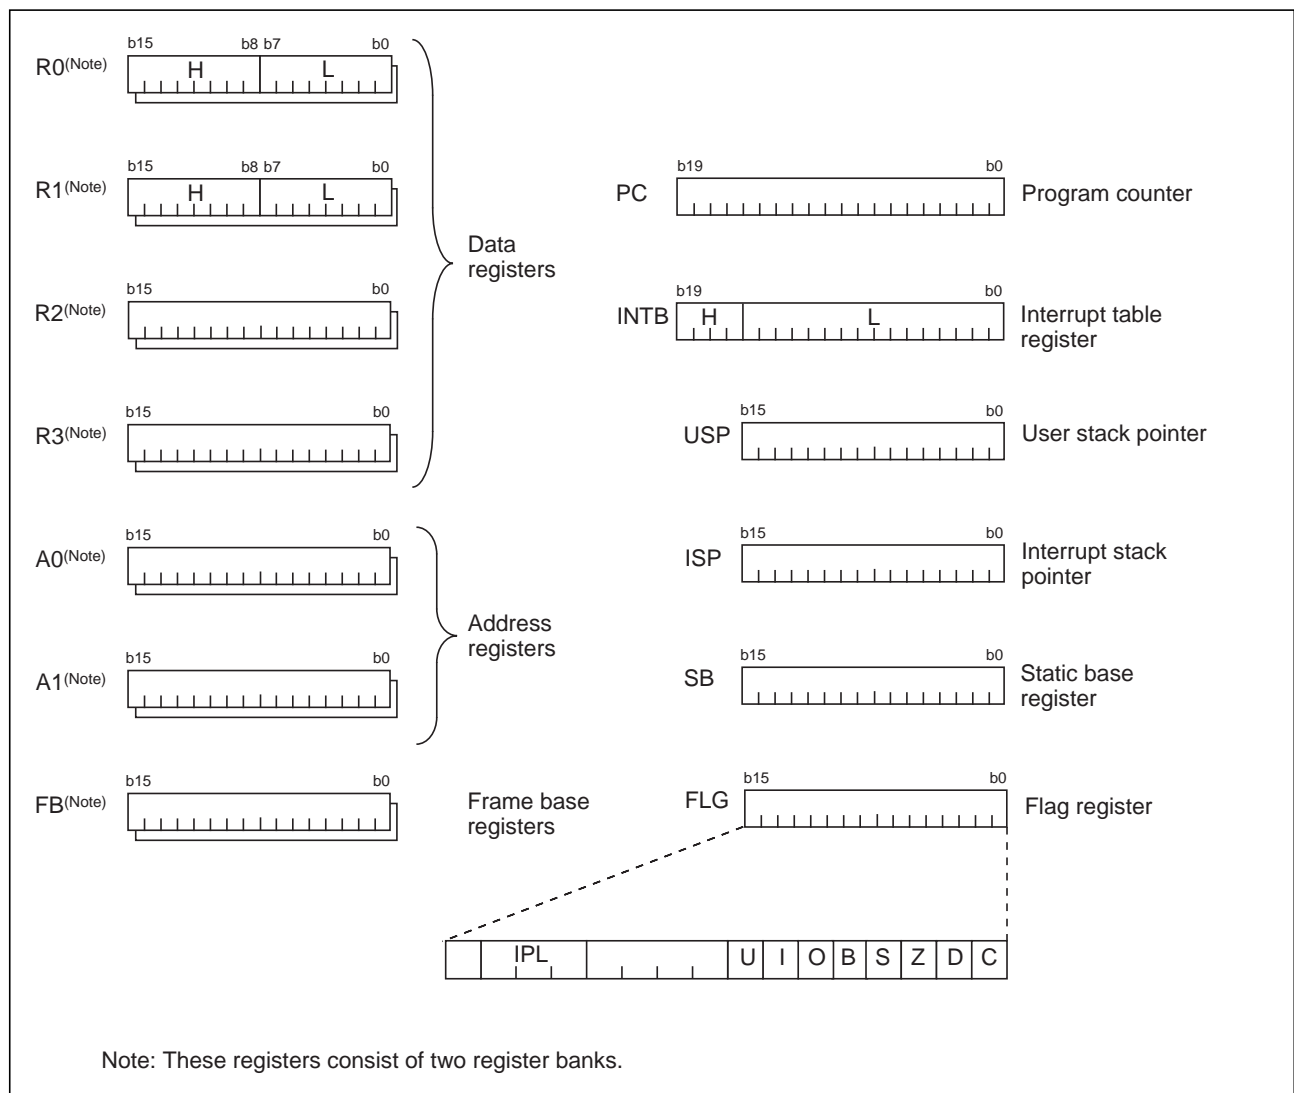 b15 b8 b7 b0
R0(Note) H L
b15 b8 b7 b0
R1(Note) H L
b15 b0
R2(Note)
b15 b0
R3(Note)
Data
registers
b15 b0
A0(Note)
b15 b0
A1(Note)
Address
registers
b15 b0
FB(Note)
Frame base
registers
b19 b0
PC Program counter
b19 b0
INTB H L Interrupt table
register
b15 b0
USP User stack pointer
b15 b0
ISP Interrupt stack
pointer
b15 b0
SB Static base
register
b15 b0
FLG Flag register
IPL U I O B S Z D C
Note: These registers consist of two register banks.